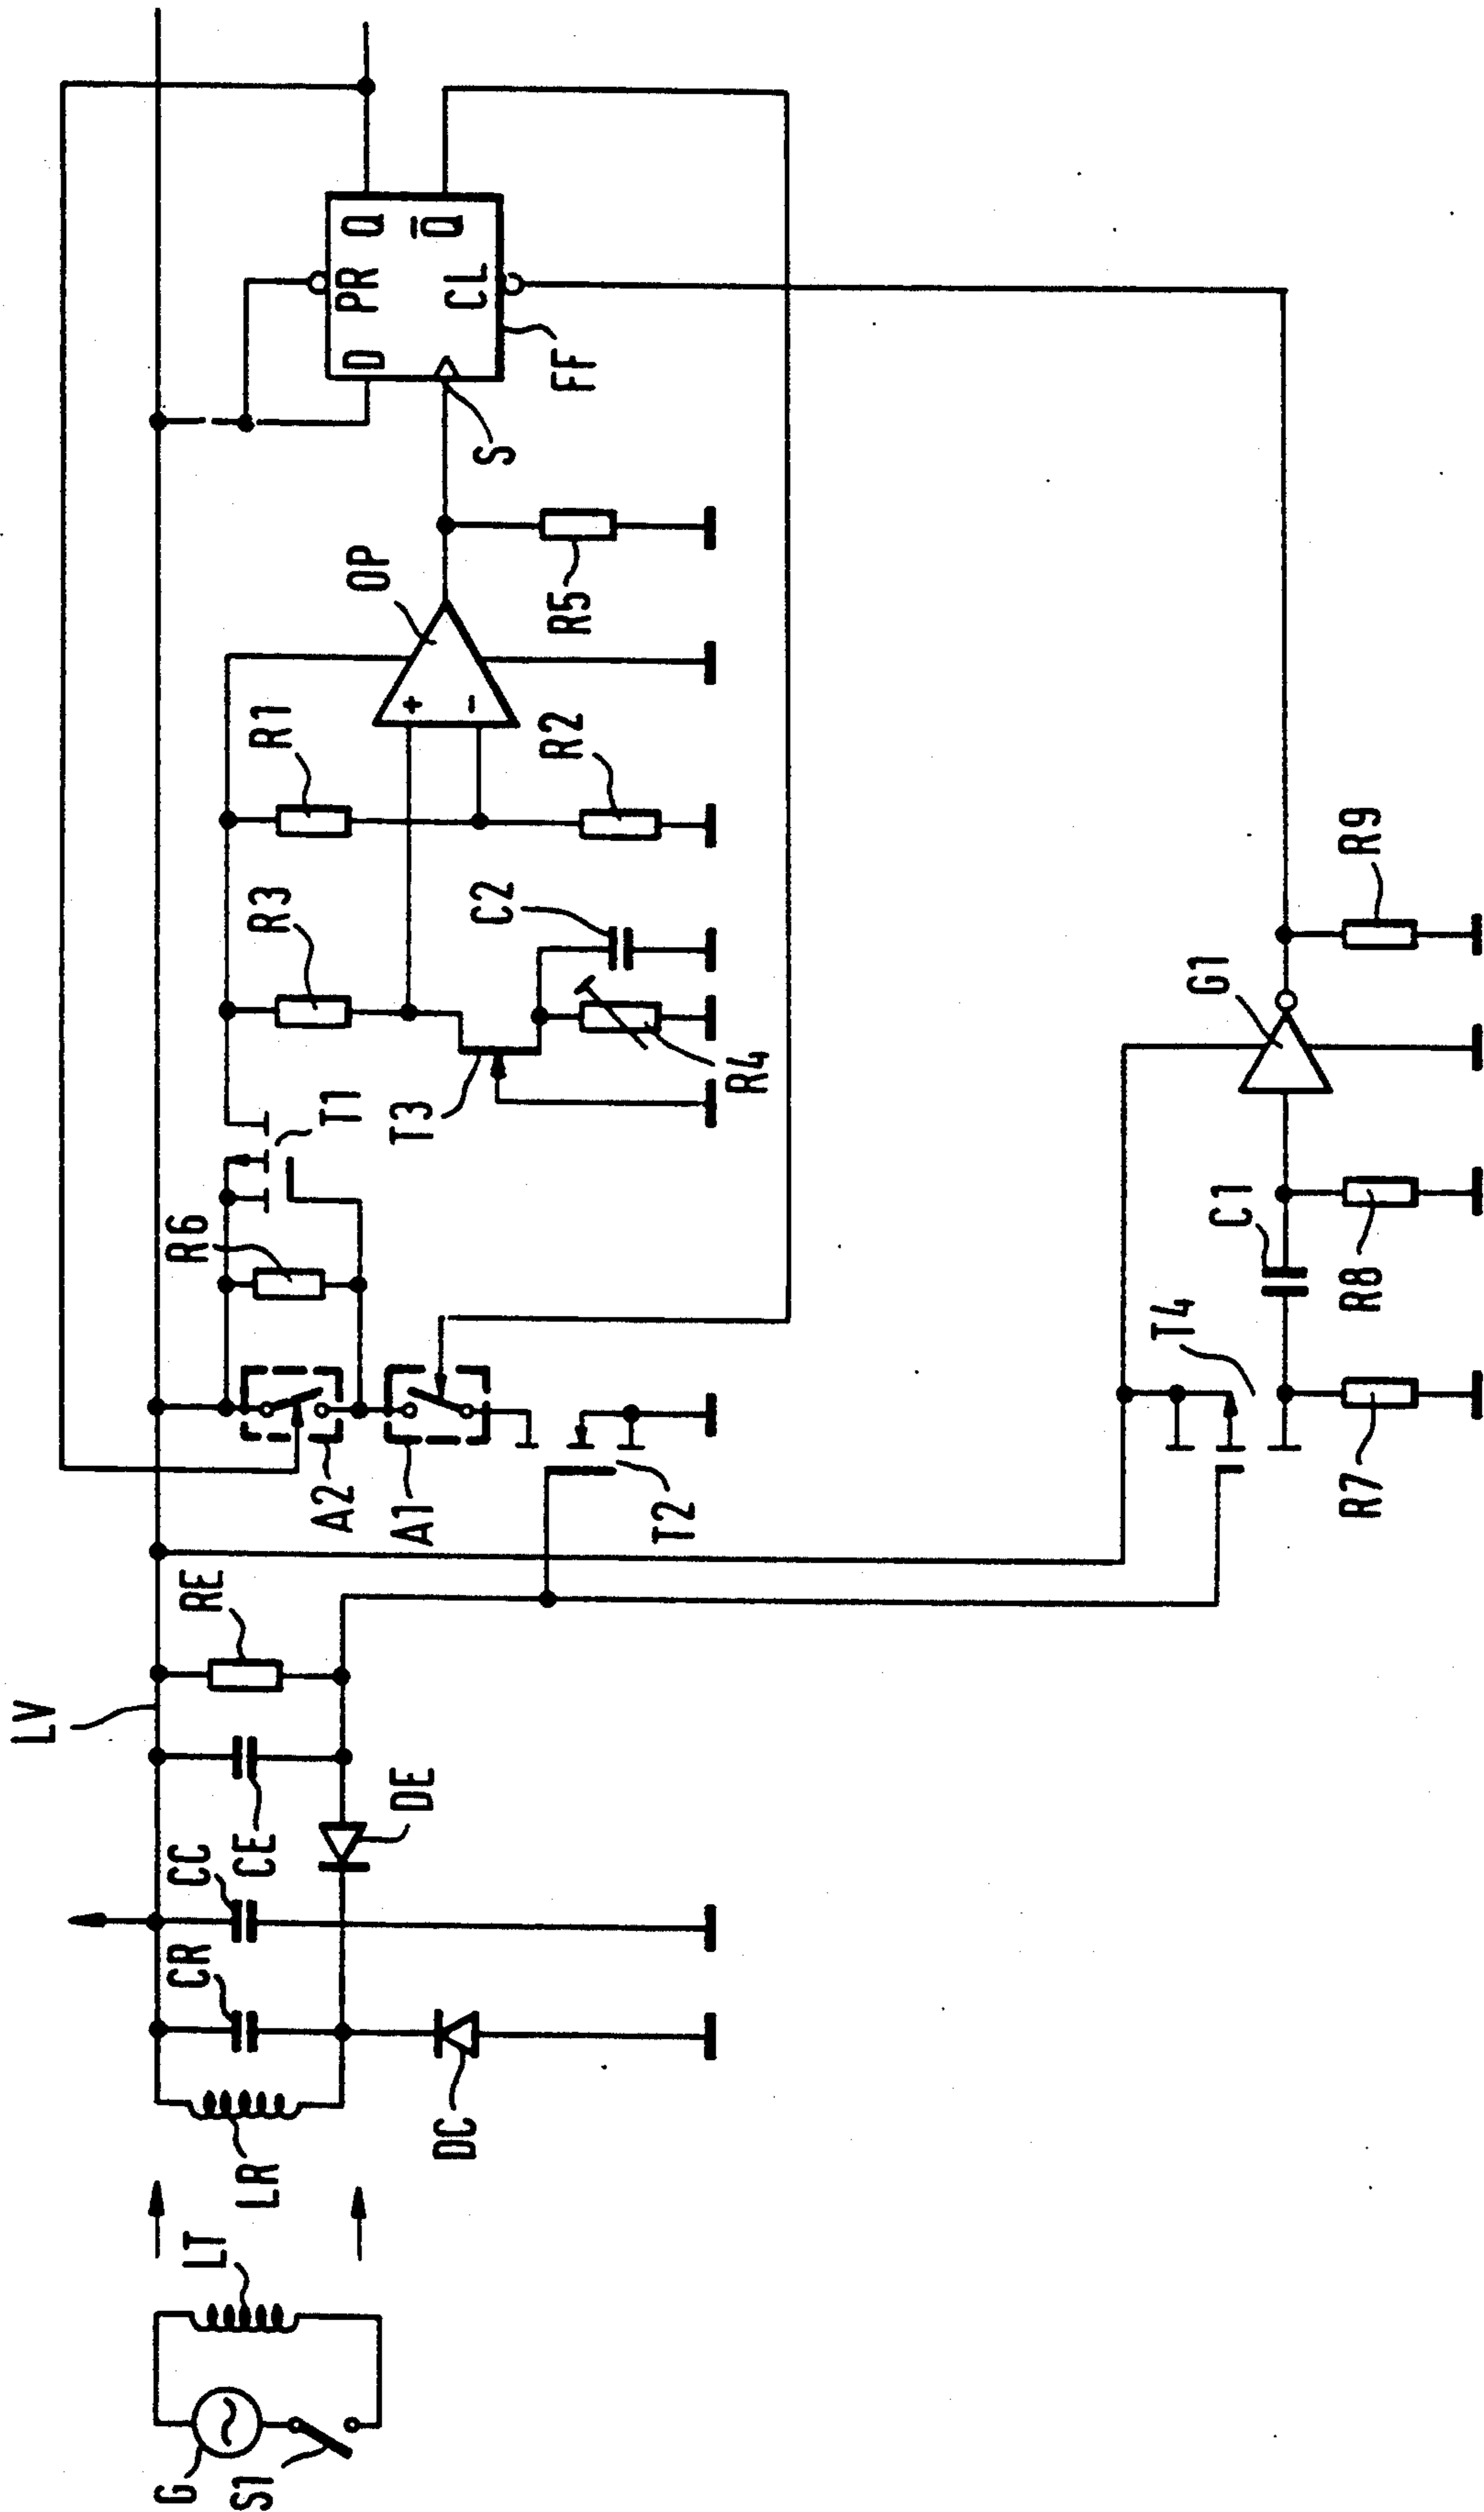 G
S1
LT
LR
CR
CC
CE
DC
DE
LV
RE
A2
A1
T2
R6
T1
T3
R3
R4
C2
R1
R2
+
-
OP
R5
S
FF
D
PR
Q
CL
Q̅
T4
R7
C1
R8
G1
R9